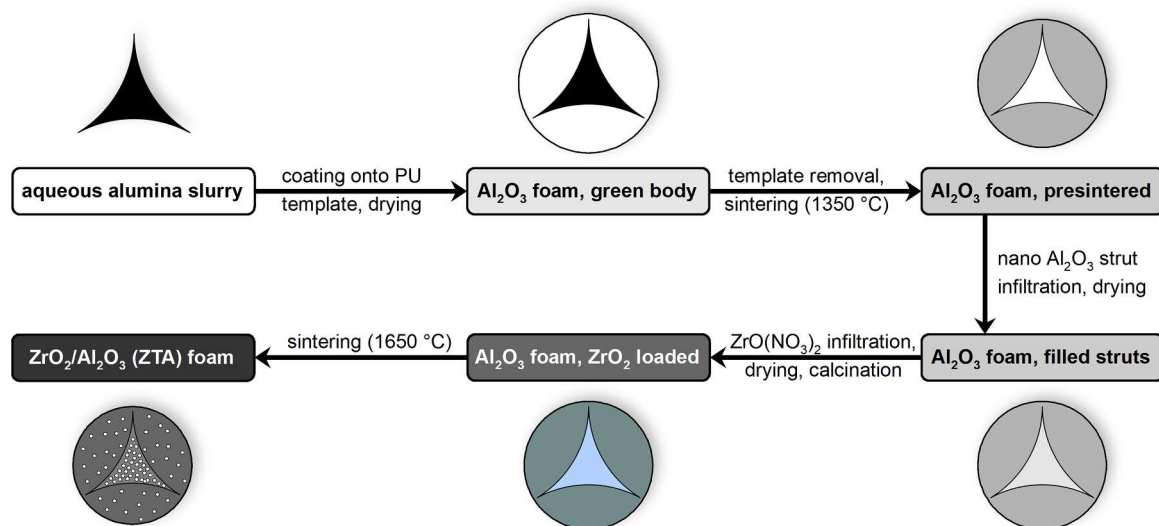 aqueous alumina slurry
coating onto PU
template, drying
Al₂O₃ foam, green body
template removal,
sintering (1350 °C)
Al₂O₃ foam, presintered
nano Al₂O₃ strut
infiltration, drying
Al₂O₃ foam, filled struts
ZrO(NO₃)₂ infiltration,
drying, calcination
Al₂O₃ foam, ZrO₂ loaded
sintering (1650 °C)
ZrO₂/Al₂O₃ (ZTA) foam